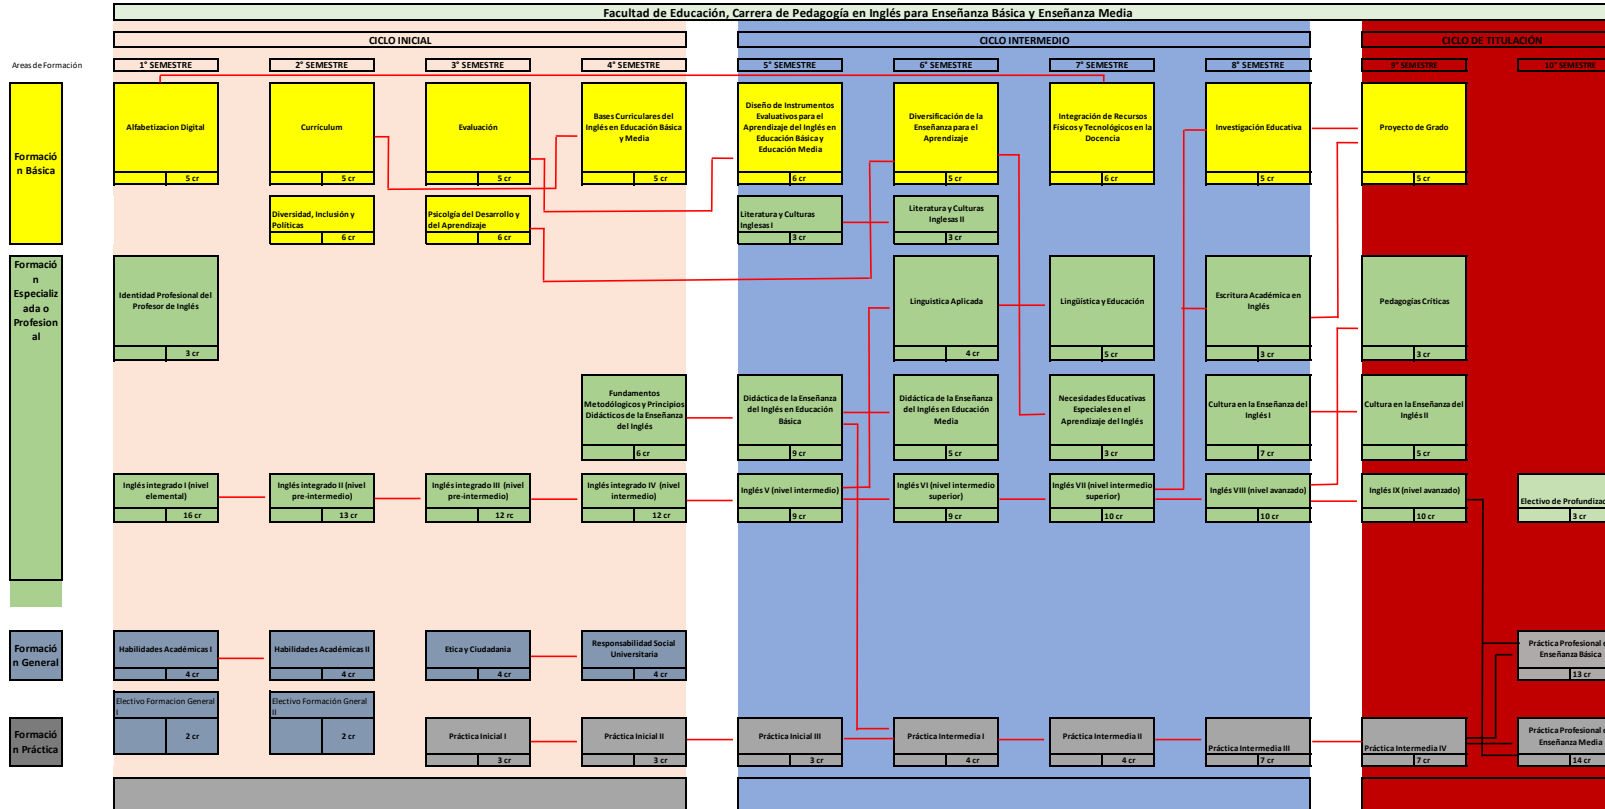 Facultad de Educación, Carrera de Pedagogía en Inglés para Enseñanza Básica y Enseñanza Media
CICLO INICIAL
CICLO INTERMEDIO
CICLO DE TITULACIÓN
Areas de Formación
1° SEMESTRE
2° SEMESTRE
3° SEMESTRE
4° SEMESTRE
5° SEMESTRE
6° SEMESTRE
7° SEMESTRE
8° SEMESTRE
9° SEMESTRE
10° SEMESTRE
Formació
n Básica
Alfabetizacion Digital
5 cr
Currículum
5 cr
Evaluación
5 cr
Bases Curriculares del
Inglés en Educación Básica
y Media
5 cr
Diseño de Instrumentos
Evaluativos para el
Aprendizaje del Inglés en
Educación Básica y
Educación Media
6 cr
Diversificación de la
Enseñanza para el
Aprendizaje
5 cr
Integración de Recursos
Físicos y Tecnológicos en la
Docencia
6 cr
Investigación Educativa
5 cr
Proyecto de Grado
5 cr
Diversidad, Inclusión y
Políticas
6 cr
Psicolgía del Desarrollo y
del Aprendizaje
6 cr
Literatura y Culturas
Inglesas I
3 cr
Literatura y Culturas
Inglesas II
3 cr
Formació
n
Especializ
ada o
Profesion
al
Identidad Profesional del
Profesor de Inglés
3 cr
Linguistica Aplicada
4 cr
Lingüística y Educación
5 cr
Escritura Académica en
Inglés
3 cr
Pedagogías Críticas
3 cr
Fundamentos
Metodólogicos y Principios
Didácticos de la Enseñanza
del Inglés
6 cr
Didáctica de la Enseñanza
del Inglés en Educación
Básica
9 cr
Didáctica de la Enseñanza
del Inglés en Educación
Media
5 cr
Necesidades Educativas
Especiales en el
Aprendizaje del Inglés
3 cr
Cultura en la Enseñanza del
Inglés I
7 cr
Cultura en la Enseñanza del
Inglés II
5 cr
Inglés integrado I (nivel
elemental)
16 cr
Inglés integrado II (nivel
pre-intermedio)
13 cr
Inglés integrado III (nivel
pre-intermedio)
12 rc
Inglés integrado IV (nivel
intermedio)
12 cr
Inglés V (nivel intermedio)
9 cr
Inglés VI (nivel intermedio
superior)
9 cr
Inglés VII (nivel intermedio
superior)
10 cr
Inglés VIII (nivel avanzado)
10 cr
Inglés IX (nivel avanzado)
10 cr
Electivo de Profundizac
3 cr
Formació
n General
Habilidades Académicas I
4 cr
Habilidades Académicas II
4 cr
Etica y Ciudadania
4 cr
Responsabilidad Social
Universitaria
4 cr
Práctica Profesional
Enseñanza Básica
13 cr
Electivo Formacion General
I
2 cr
Electivo Formación Gneral
II
2 cr
Formació
n Práctica
Práctica Inicial I
3 cr
Práctica Inicial II
3 cr
Práctica Inicial III
3 cr
Práctica Intermedia I
4 cr
Práctica Intermedia II
4 cr
Práctica Intermedia III
7 cr
Práctica Intermedia IV
7 cr
Práctica Profesional
Enseñanza Media
14 cr